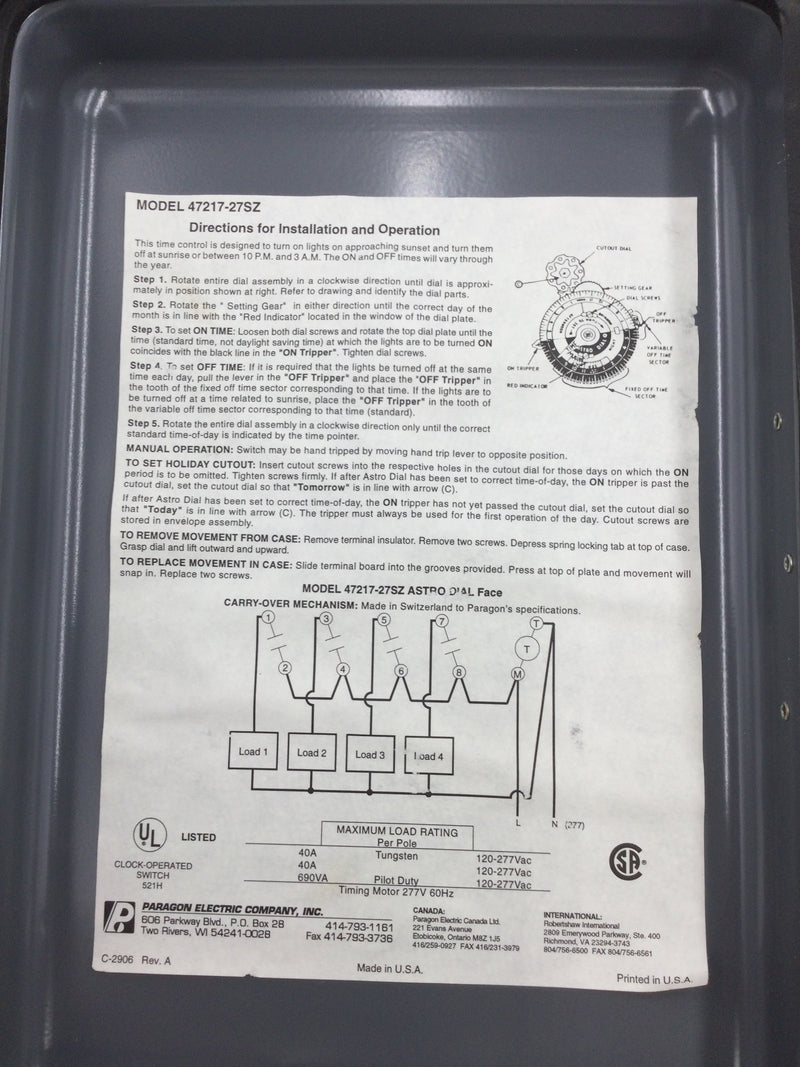 MODEL 47217-27SZ
Directions for Installation and Operation
This time control is designed to turn on lights on approaching sunset and turn them
off at sunrise or between 10 P.M. and 3 A.M. The ON and OFF times will vary through
the year.
Step 1. Rotate entire dial assembly in a clockwise direction until dial is approxi-
mately in position shown at right. Refer to drawing and identify the dial parts.
Step 2. Rotate the " Setting Gear" in either direction until the correct day of the
month is in line with the "Red Indicator" located in the window of the dial plate.
Step 3. To set ON TIME: Loosen both dial screws and rotate the top dial plate until the
time (standard time, not daylight saving time) at which the lights are to be turned ON
coincides with the black line in the "ON Tripper". Tighten dial screws.
Step 4. To set OFF TIME: If it is required that the lights be turned off at the same
time each day, pull the lever in the "OFF Tripper" and place the "OFF Tripper" in
the tooth of the fixed off time sector corresponding to that time. If the lights are to
be turned off at a time related to sunrise, place the "OFF Tripper" in the tooth of
the variable off time sector corresponding to that time (standard).
Step 5. Rotate the entire dial assembly in a clockwise direction only until the correct
standard time-of-day is indicated by the time pointer.
CUTOUT DIAL
C
SETTING GEAR
DIAL SCREWS
OFF
TRIPPER
VARIABLE
OFF TIME
SECTOR
ON TRIPPER
RED INDICATOR
FIXED OFF TIME
SECTOR
MANUAL OPERATION: Switch may be hand tripped by moving hand trip lever to opposite position.
TO SET HOLIDAY CUTOUT: Insert cutout screws into the respective holes in the cutout dial for those days on which the ON
period is to be omitted. Tighten screws firmly. If after Astro Dial has been set to correct time-of-day, the ON tripper is past the
cutout dial, set the cutout dial so that "Tomorrow" is in line with arrow (C).
If after Astro Dial has been set to correct time-of-day, the ON tripper has not yet passed the cutout dial, set the cutout dial so
that "Today" is in line with arrow (C). The tripper must always be used for the first operation of the day. Cutout screws are
stored in envelope assembly.
TO REMOVE MOVEMENT FROM CASE: Remove terminal insulator. Remove two screws. Depress spring locking tab at top of case.
Grasp dial and lift outward and upward.
TO REPLACE MOVEMENT IN CASE: Slide terminal board into the grooves provided. Press at top of plate and movement will
snap in. Replace two screws.
MODEL 47217-27SZ ASTRO DIAL Face
CARRY-OVER MECHANISM: Made in Switzerland to Paragon's specifications.
1 3 5 7 T
T
2 4 6 8 M
Load 1 Load 2 Load 3 Load 4
L N (277)
UL LISTED
CLOCK-OPERATED
SWITCH
521H
MAXIMUM LOAD RATING
Per Pole
40A Tungsten 120-277Vac
40A 120-277Vac
690VA Pilot Duty 120-277Vac
Timing Motor 277V 60Hz
SA ®
PARAGON ELECTRIC COMPANY, INC.
606 Parkway Blvd., P.O. Box 28 414-793-1161
Two Rivers, WI 54241-0028 Fax 414-793-3736
CANADA:
Paragon Electric Canada Ltd.
221 Evans Avenue
Etobicoke, Ontario M8Z 1J5
416/259-0927 FAX 416/231-3979
INTERNATIONAL:
Robertshaw International
2809 Emerywood Parkway, Ste. 400
Richmond, VA 23294-3743
804/756-6500 FAX 804/756-6561
C-2906 Rev. A
Made in U.S.A.
Printed in U.S.A.